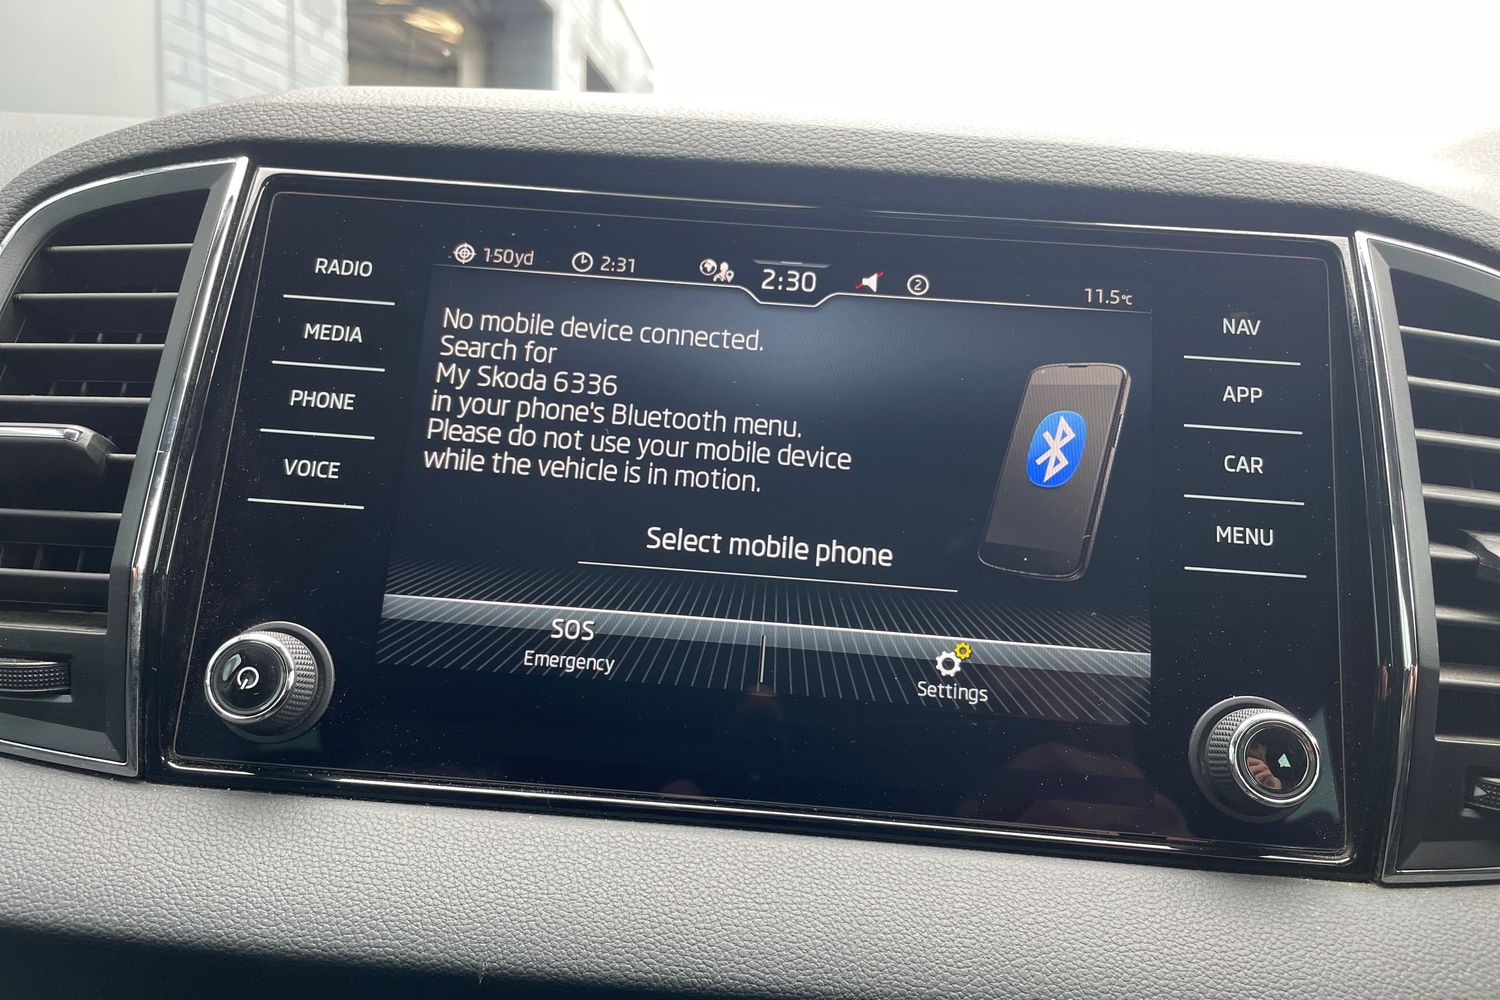 150yd 2:31 2:30 2 11.5°C
RADIO
MEDIA
PHONE
VOICE
No mobile device connected.
Search for
My Skoda 6336
in your phone's Bluetooth menu.
Please do not use your mobile device
while the vehicle is in motion.
Select mobile phone
SOS
Emergency
Settings
NAV
APP
CAR
MENU